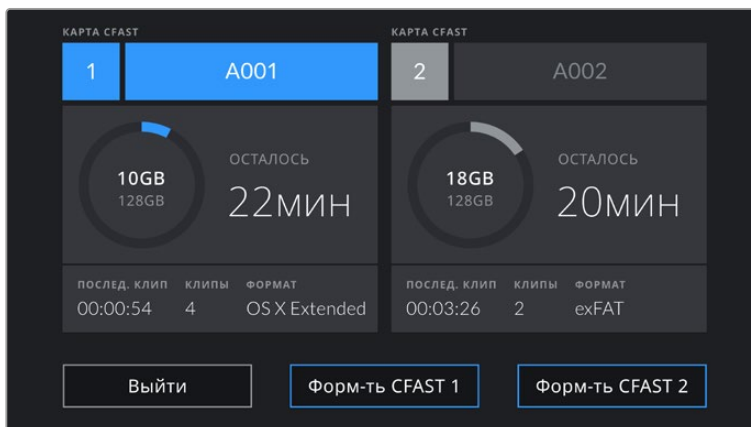 КАРТА CFAST
1
A001
10GB
128GB
ОСТАЛОСЬ
22мин
ПОСЛЕД. КЛИП КЛИПЫ ФОРМАТ
00:00:54 4 OS X Extended
КАРТА CFAST
2
A002
18GB
128GB
ОСТАЛОСЬ
20мин
ПОСЛЕД. КЛИП КЛИПЫ ФОРМАТ
00:03:26 2 exFAT
Выйти
Форм-ть CFAST 1
Форм-ть CFAST 2